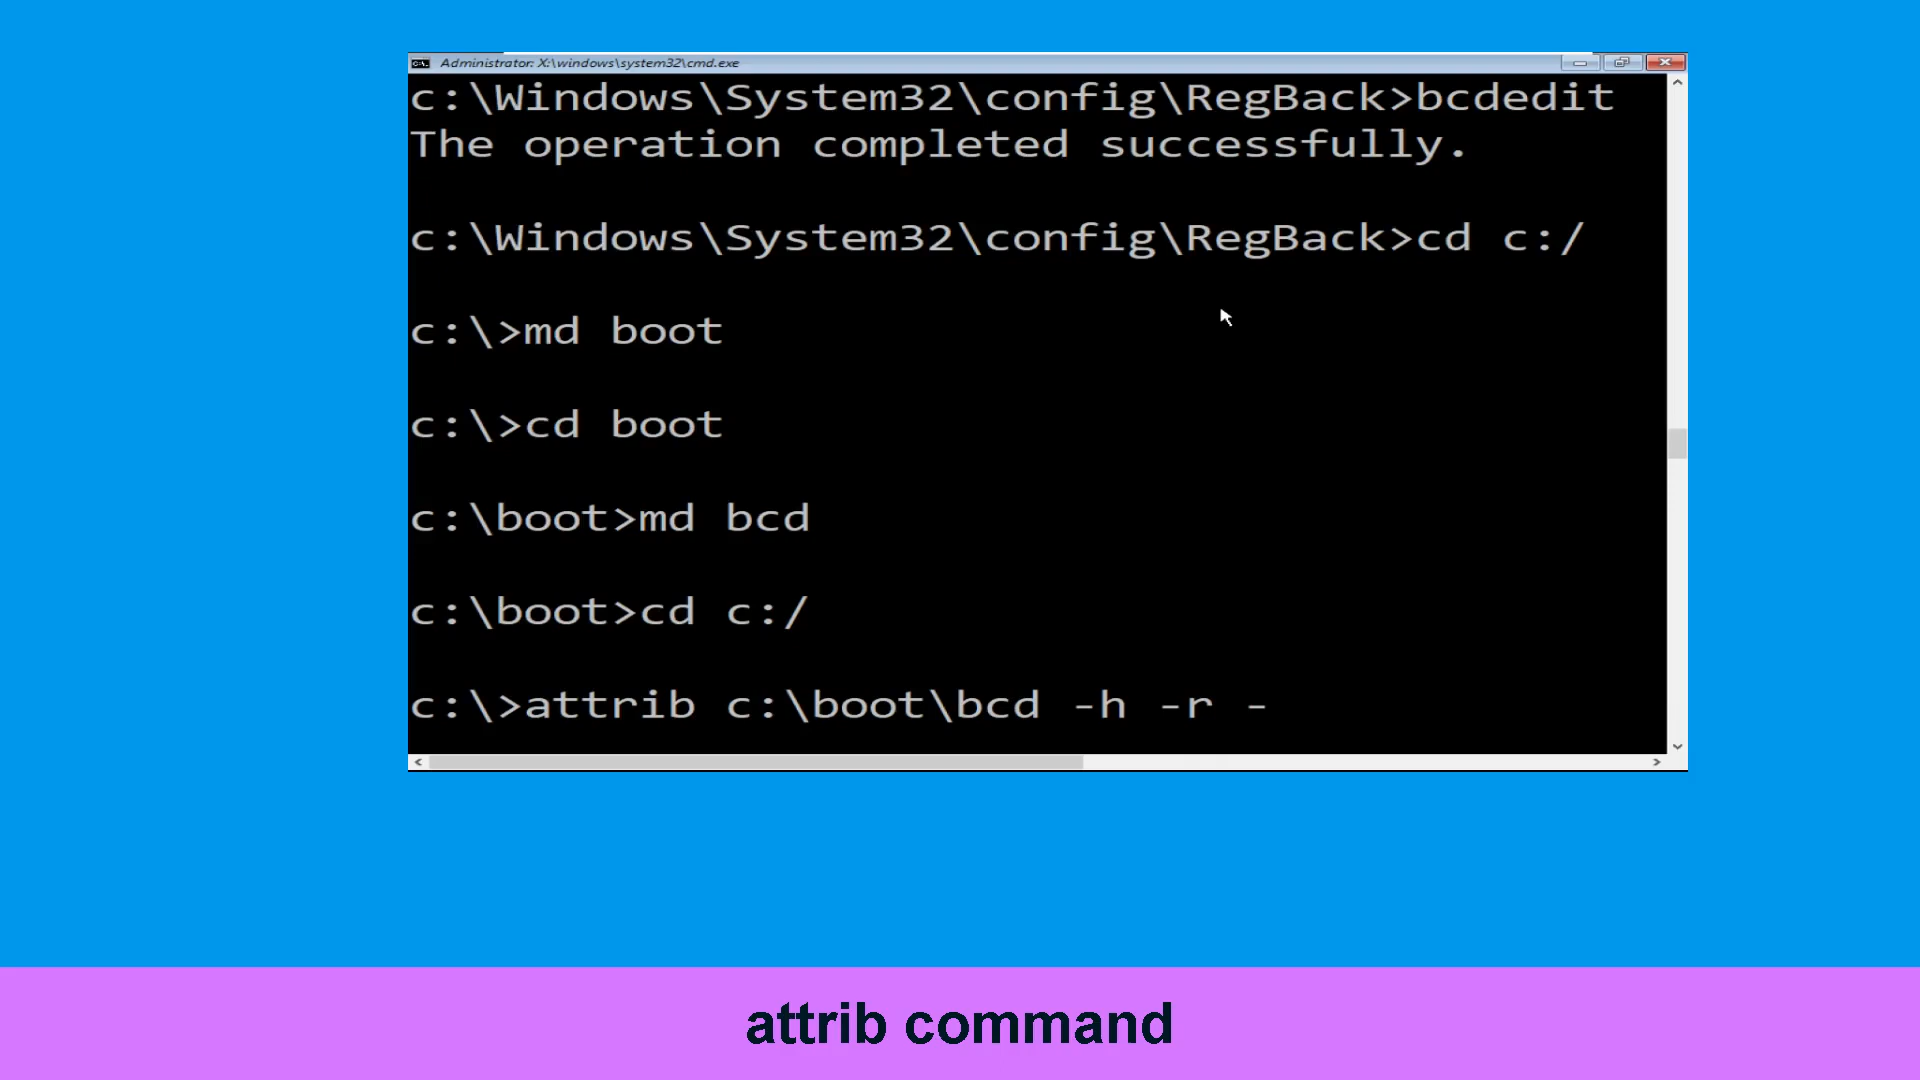 Administrator: X:\windows\system32\cmd.exe
c:\Windows\System32\config\RegBack>bcdedit
The operation completed successfully.
c:\Windows\System32\config\RegBack>cd c:/
c:\>md boot
c:\>cd boot
c:\boot>md bcd
c:\boot>cd c:/
c:\>attrib c:\boot\bcd -h -r -
attrib command